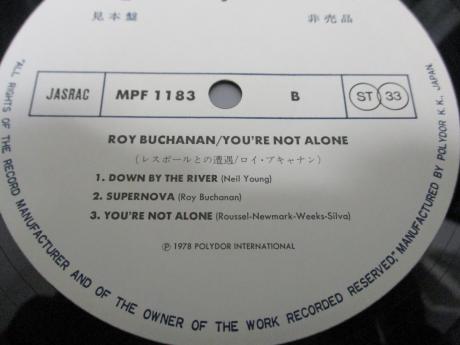 見本盤 非売品
JASRAC MPF 1183 B ST 33
ROY BUCHANAN/YOU'RE NOT ALONE
(レスポールとの遭遇/ロイ・ブキャナン)
1. DOWN BY THE RIVER (Neil Young)
2. SUPERNOVA (Roy Buchanan)
3. YOU'RE NOT ALONE (Roussel-Newmark-Weeks-Silva)
Ⓟ 1978 POLYDOR INTERNATIONAL
"ALL RIGHTS OF THE RECORD MANUFACTURER AND OF THE OWNER OF THE WORK RECORDED RESERVED," MANUFACTURED BY POLYDOR K.K. JAPAN